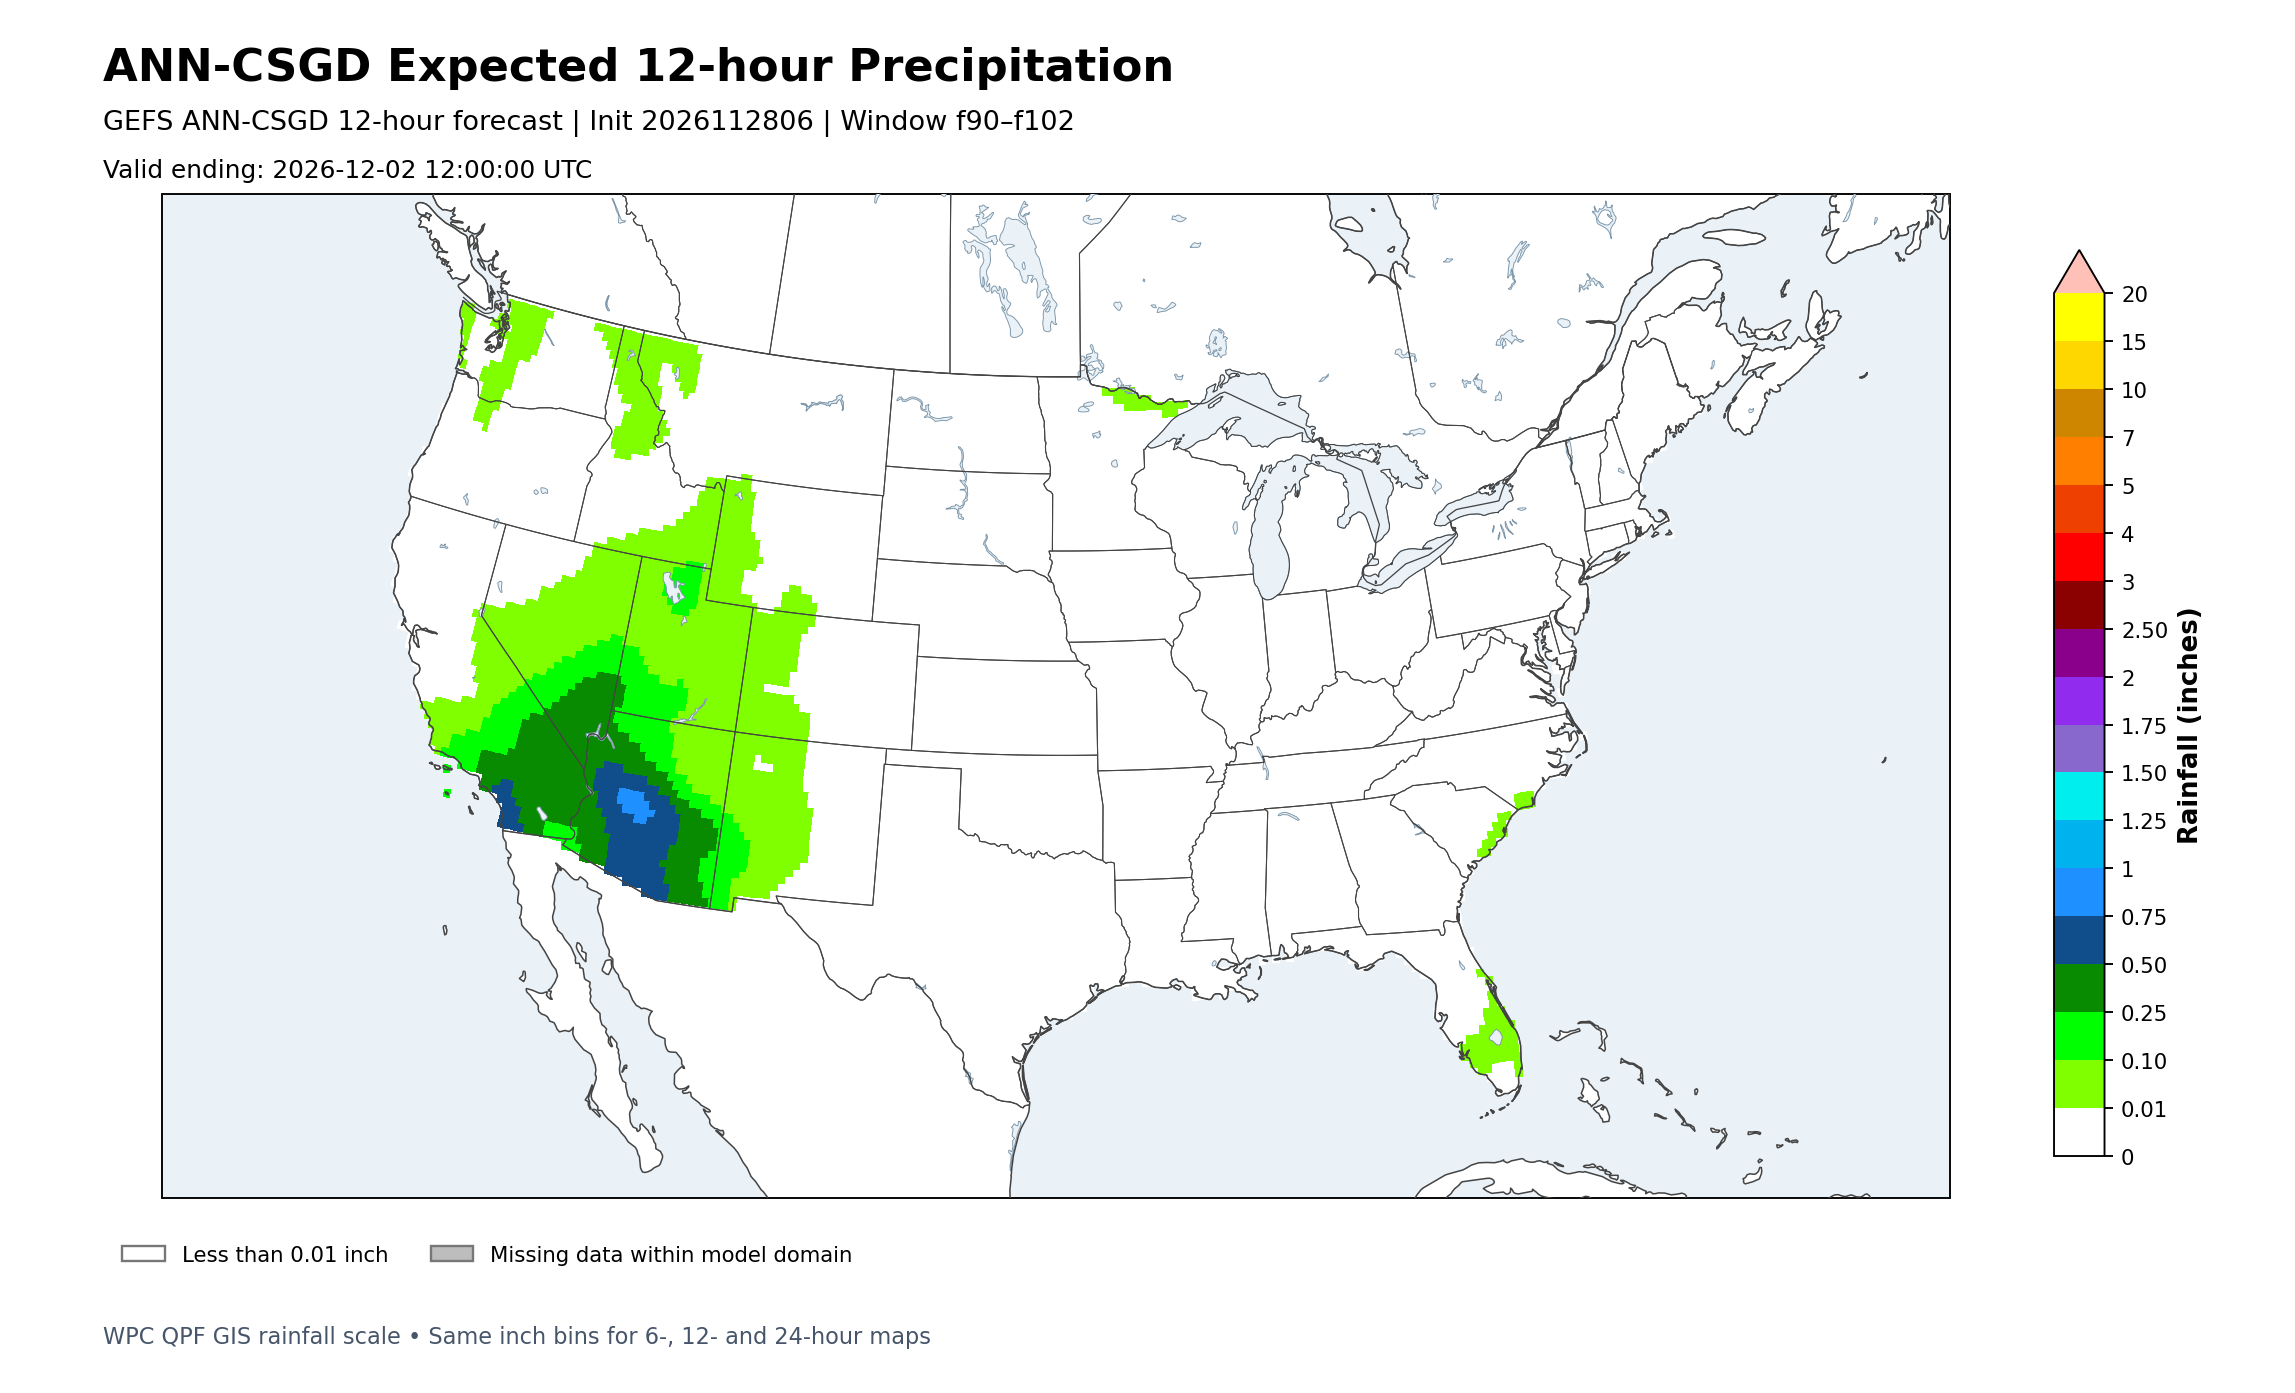 ANN-CSGD Expected 12-hour Precipitation
GEFS ANN-CSGD 12-hour forecast | Init 2026112806 | Window f90–f102
Valid ending: 2026-12-02 12:00:00 UTC
20
15
10
7
5
4
3
2.50
2
1.75
1.50
1.25
1
0.75
0.50
0.25
0.10
0.01
0
Rainfall (inches)
Less than 0.01 inch
Missing data within model domain
WPC QPF GIS rainfall scale • Same inch bins for 6-, 12- and 24-hour maps